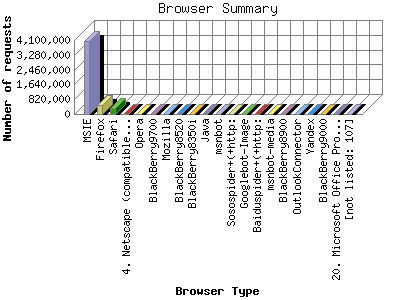 Browser Summary
Number of requests
4,100,000
3,280,000
2,460,000
1,640,000
820,000
0
MSIE
Firefox
Safari
4. Netscape (compatible...
Opera
BlackBerry9700
Mozilla
BlackBerry8520
BlackBerry8350i
Java
msnbot
Sosospider+(+http:
Googlebot-Image
Baiduspider+(+http:
msnbot-media
BlackBerry8900
OutlookConnector
Yandex
BlackBerry9000
20. Microsoft Office Pro...
[not listed: 107]
Browser Type